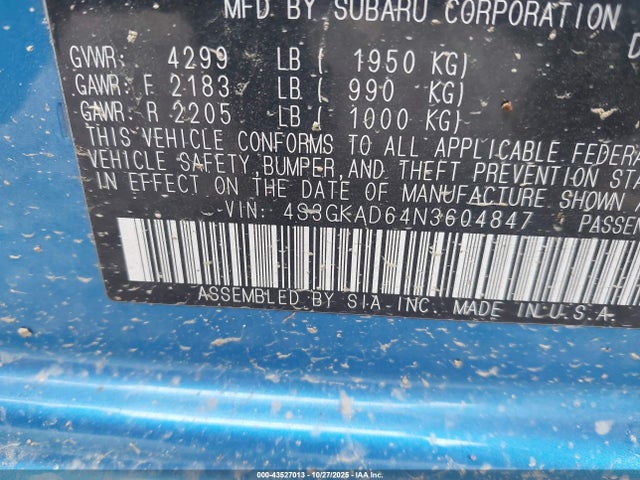 MFD BY SUBARU CORPORATION
GVWR: 4299 LB ( 1950 KG)
GAWR: F 2183 LB ( 990 KG)
GAWR: R 2205 LB ( 1000 KG)
THIS VEHICLE CONFORMS TO ALL APPLICABLE FEDERA
VEHICLE SAFETY, BUMPER, AND THEFT PREVENTION STA
IN EFFECT ON THE DATE OF MANUFACTURE SHOWN
VIN: 4S3GKAD64N3604847 PASSEN
ASSEMBLED BY SIA-INC. MADE IN U.S.A.
000-43527013 - 10/27/2025 - IAAI.com